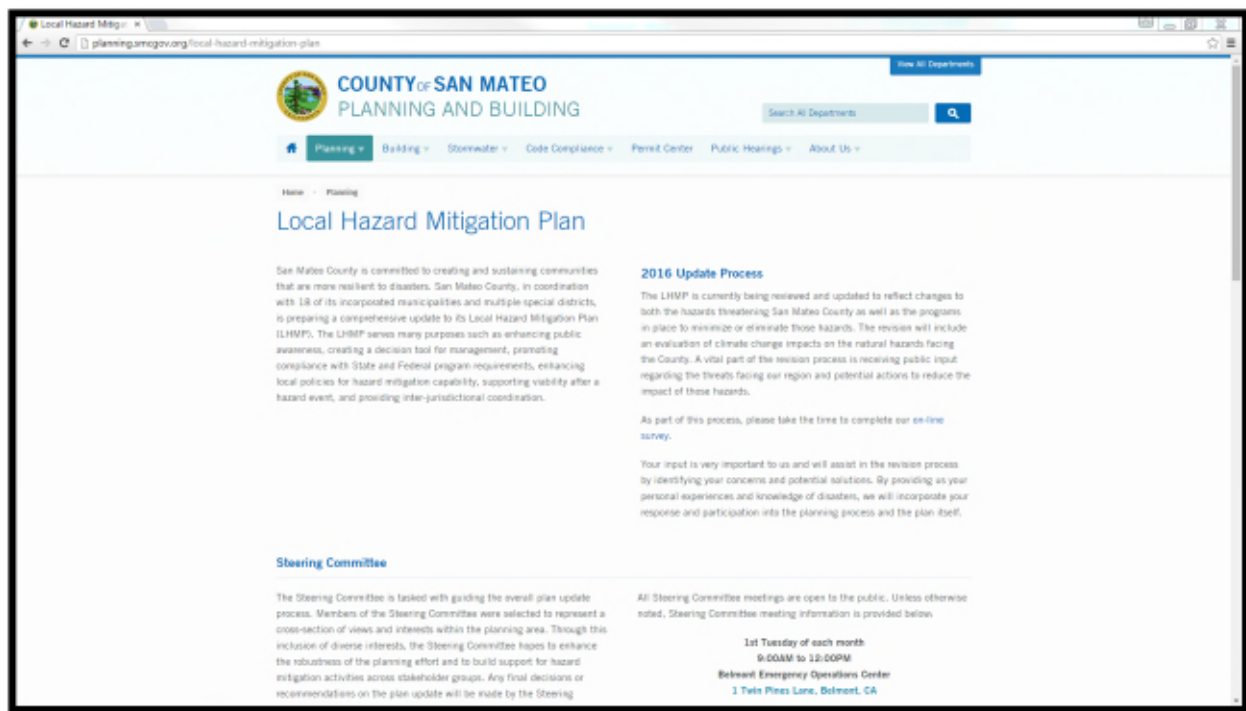 Local Hazard Mitig
planning.smcgov.org/local-hazard-mitigation-plan
View All Departments
COUNTY OF SAN MATEO
PLANNING AND BUILDING
Search All Departments
Planning
Building
Stormwater
Code Compliance
Permit Center
Public Hearings
About Us
Home
Planning
Local Hazard Mitigation Plan
San Mateo County is committed to creating and sustaining communities
that are more resilient to disasters. San Mateo County, in coordination
with 18 of its incorporated municipalities and multiple special districts,
is preparing a comprehensive update to its Local Hazard Mitigation Plan
(LHMP). The LHMP serves many purposes such as enhancing public
awareness, creating a decision tool for management, promoting
compliance with State and Federal program requirements, enhancing
local policies for hazard mitigation capability, supporting viability after a
hazard event, and providing inter-jurisdictional coordination.
2016 Update Process
The LHMP is currently being reviewed and updated to reflect changes to
both the hazards threatening San Mateo County as well as the programs
in place to minimize or eliminate those hazards. The revision will include
an evaluation of climate change impacts on the natural hazards facing
the County. A vital part of the revision process is receiving public input
regarding the threats facing our region and potential actions to reduce the
impact of those hazards.
As part of this process, please take the time to complete our on-line
survey.
Your input is very important to us and will assist in the revision process
by identifying your concerns and potential solutions. By providing us your
personal experiences and knowledge of disasters, we will incorporate your
response and participation into the planning process and the plan itself.
Steering Committee
The Steering Committee is tasked with guiding the overall plan update
process. Members of the Steering Committee were selected to represent a
cross-section of views and interests within the planning area. Through this
inclusion of diverse interests, the Steering Committee hopes to enhance
the robustness of the planning effort and to build support for hazard
mitigation activities across stakeholder groups. Any final decisions or
recommendations on the plan update will be made by the Steering
All Steering Committee meetings are open to the public. Unless otherwise
noted, Steering Committee meeting information is provided below:
1st Tuesday of each month
9:00AM to 12:00PM
Belmont Emergency Operations Center
1 Twin Pines Lane, Belmont, CA